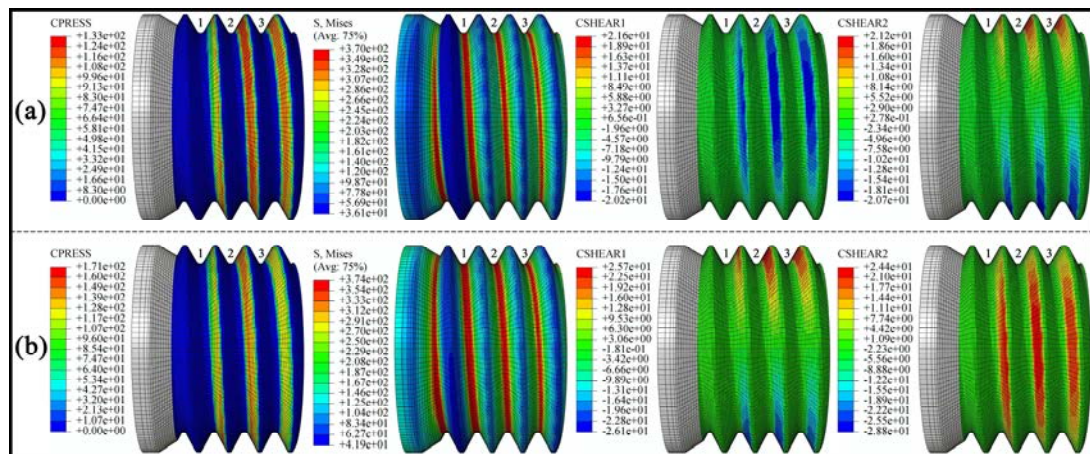 (a)
CPRESS
+1.33e+02
+1.24e+02
+1.16e+02
+1.08e+02
+9.96e+01
+9.13e+01
+8.30e+01
+7.47e+01
+6.64e+01
+5.81e+01
+4.98e+01
+4.15e+01
+3.32e+01
+2.49e+01
+1.66e+01
+8.30e+00
+0.00e+00
1 2 3
S, Mises
(Avg: 75%)
+3.70e+02
+3.49e+02
+3.28e+02
+3.07e+02
+2.86e+02
+2.66e+02
+2.45e+02
+2.24e+02
+2.03e+02
+1.82e+02
+1.61e+02
+1.40e+02
+1.20e+02
+9.87e+01
+7.78e+01
+5.69e+01
+3.61e+01
1 2 3
CSHEAR1
+2.16e+01
+1.89e+01
+1.63e+01
+1.37e+01
+1.11e+01
+8.49e+00
+5.88e+00
+3.27e+00
+6.56e-01
-1.96e+00
-4.57e+00
-7.18e+00
-9.79e+00
-1.24e+01
-1.50e+01
-1.76e+01
-2.02e+01
1 2 3
CSHEAR2
+2.12e+01
+1.86e+01
+1.60e+01
+1.34e+01
+1.08e+01
+8.14e+00
+5.52e+00
+2.90e+00
+2.78e-01
-2.34e+00
-4.96e+00
-7.58e+00
-1.02e+01
-1.28e+01
-1.54e+01
-1.81e+01
-2.07e+01
1 2 3
(b)
CPRESS
+1.71e+02
+1.60e+02
+1.49e+02
+1.39e+02
+1.28e+02
+1.17e+02
+1.07e+02
+9.60e+01
+8.54e+01
+7.47e+01
+6.40e+01
+5.34e+01
+4.27e+01
+3.20e+01
+2.13e+01
+1.07e+01
+0.00e+00
1 2 3
S, Mises
(Avg: 75%)
+3.74e+02
+3.54e+02
+3.33e+02
+3.12e+02
+2.91e+02
+2.70e+02
+2.50e+02
+2.29e+02
+2.08e+02
+1.87e+02
+1.67e+02
+1.46e+02
+1.25e+02
+1.04e+02
+8.34e+01
+6.27e+01
+4.19e+01
1 2 3
CSHEAR1
+2.57e+01
+2.25e+01
+1.92e+01
+1.60e+01
+1.28e+01
+9.53e+00
+6.30e+00
+3.06e+00
-1.81e-01
-3.42e+00
-6.66e+00
-9.89e+00
-1.31e+01
-1.64e+01
-1.96e+01
-2.28e+01
-2.61e+01
1 2 3
CSHEAR2
+2.44e+01
+2.10e+01
+1.77e+01
+1.44e+01
+1.11e+01
+7.74e+00
+4.42e+00
+1.09e+00
-2.23e+00
-5.56e+00
-8.88e+00
-1.22e+01
-1.55e+01
-1.89e+01
-2.22e+01
-2.55e+01
-2.88e+01
1 2 3